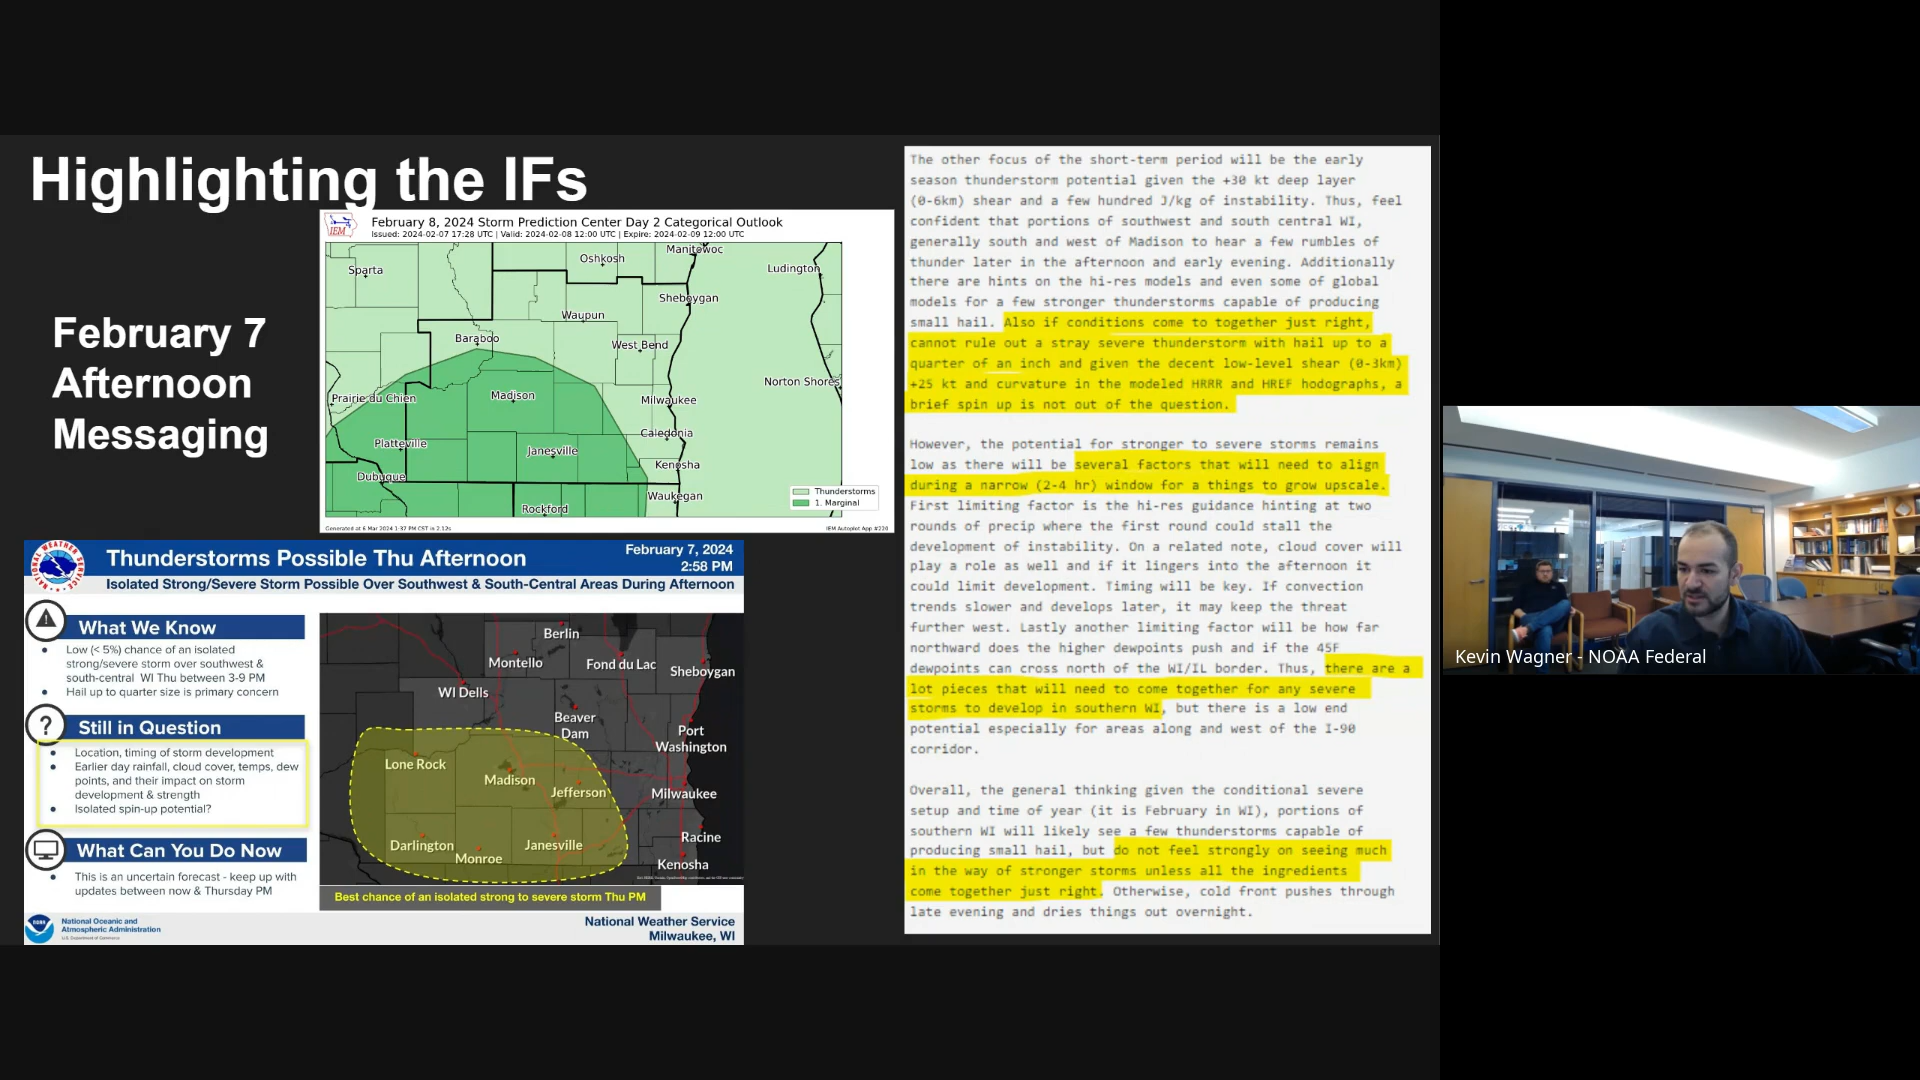 Highlighting the IFs
February 7
Afternoon
Messaging
IEM
February 8, 2024 Storm Prediction Center Day 2 Categorical Outlook
Issued: 2024-02-07 17:28 UTC | Valid: 2024-02-08 12:00 UTC | Expire: 2024-02-09 12:00 UTC
Manitowoc
Oshkosh
Sparta
Ludington
Sheboygan
Waupun
Baraboo
West Bend
Norton Shores
Prairie du Chien
Madison
Milwaukee
Caledonia
Platteville
Janesville
Kenosha
Dubuque
Waukegan
Rockford
Thunderstorms
1. Marginal
Generated at 6 Mar 2024 1:37 PM CST in 2.12s
IEM Autoplot App #220
Thunderstorms Possible Thu Afternoon
February 7, 2024
2:58 PM
Isolated Strong/Severe Storm Possible Over Southwest & South-Central Areas During Afternoon
What We Know
Low (< 5%) chance of an isolated
strong/severe storm over southwest &
south-central WI Thu between 3-9 PM
Hail up to quarter size is primary concern
Still in Question
Location, timing of storm development
Earlier day rainfall, cloud cover, temps, dew
points, and their impact on storm
development & strength
Isolated spin-up potential?
What Can You Do Now
This is an uncertain forecast - keep up with
updates between now & Thursday PM
Berlin
Montello
Fond du Lac
Sheboygan
WI Dells
Beaver
Dam
Port
Washington
Lone Rock
Madison
Jefferson
Milwaukee
Darlington
Monroe
Janesville
Racine
Kenosha
Best chance of an isolated strong to severe storm Thu PM
National Oceanic and
Atmospheric Administration
U.S. Department of Commerce
National Weather Service
Milwaukee, WI
The other focus of the short-term period will be the early
season thunderstorm potential given the +30 kt deep layer
(0-6km) shear and a few hundred J/kg of instability. Thus, feel
confident that portions of southwest and south central WI,
generally south and west of Madison to hear a few rumbles of
thunder later in the afternoon and early evening. Additionally
there are hints on the hi-res models and even some of global
models for a few stronger thunderstorms capable of producing
small hail. Also if conditions come to together just right,
cannot rule out a stray severe thunderstorm with hail up to a
quarter of an inch and given the decent low-level shear (0-3km)
+25 kt and curvature in the modeled HRRR and HREF hodographs, a
brief spin up is not out of the question.
However, the potential for stronger to severe storms remains
low as there will be several factors that will need to align
during a narrow (2-4 hr) window for a things to grow upscale.
First limiting factor is the hi-res guidance hinting at two
rounds of precip where the first round could stall the
development of instability. On a related note, cloud cover will
play a role as well and if it lingers into the afternoon it
could limit development. Timing will be key. If convection
trends slower and develops later, it may keep the threat
further west. Lastly another limiting factor will be how far
northward does the higher dewpoints push and if the 45F
dewpoints can cross north of the WI/IL border. Thus, there are a
lot pieces that will need to come together for any severe
storms to develop in southern WI, but there is a low end
potential especially for areas along and west of the I-90
corridor.
Overall, the general thinking given the conditional severe
setup and time of year (it is February in WI), portions of
southern WI will likely see a few thunderstorms capable of
producing small hail, but do not feel strongly on seeing much
in the way of stronger storms unless all the ingredients
come together just right. Otherwise, cold front pushes through
late evening and dries things out overnight.
Kevin Wagner - NOAA Federal